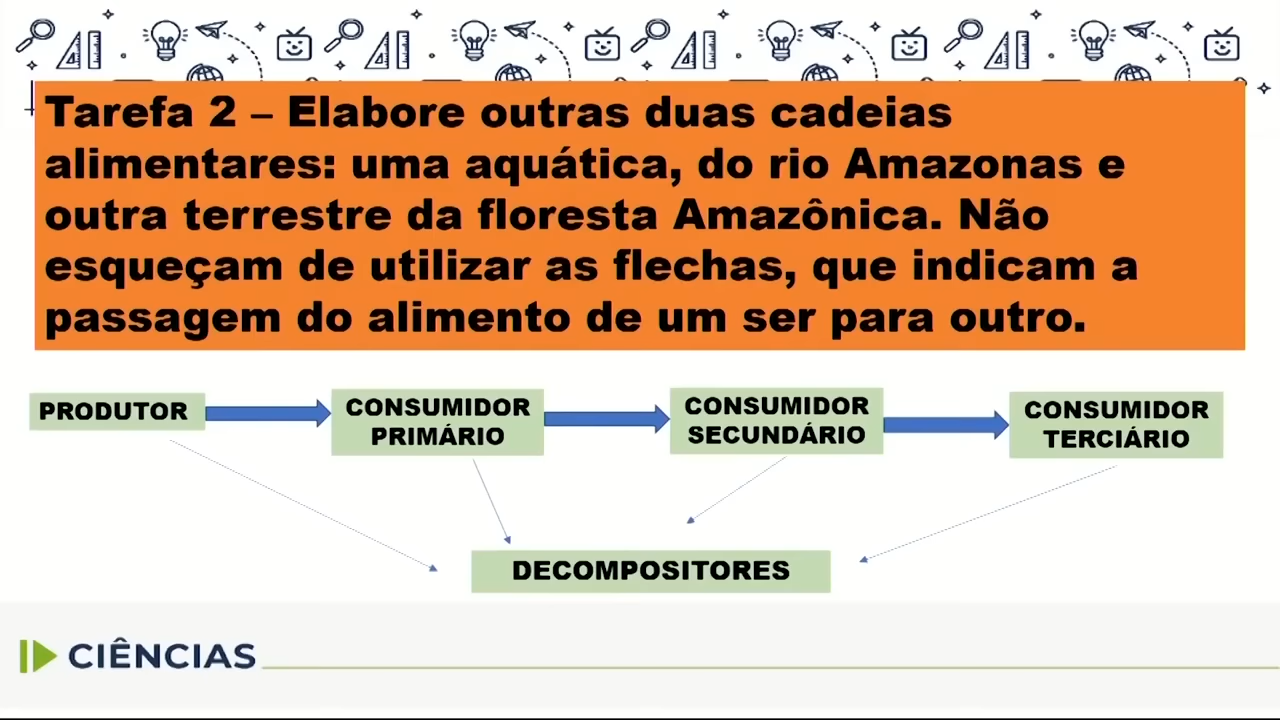 Tarefa 2 – Elabore outras duas cadeias
alimentares: uma aquática, do rio Amazonas e
outra terrestre da floresta Amazônica. Não
esqueçam de utilizar as flechas, que indicam a
passagem do alimento de um ser para outro.
PRODUTOR
CONSUMIDOR
PRIMÁRIO
CONSUMIDOR
SECUNDÁRIO
CONSUMIDOR
TERCIÁRIO
DECOMPOSITORES
CIÊNCIAS